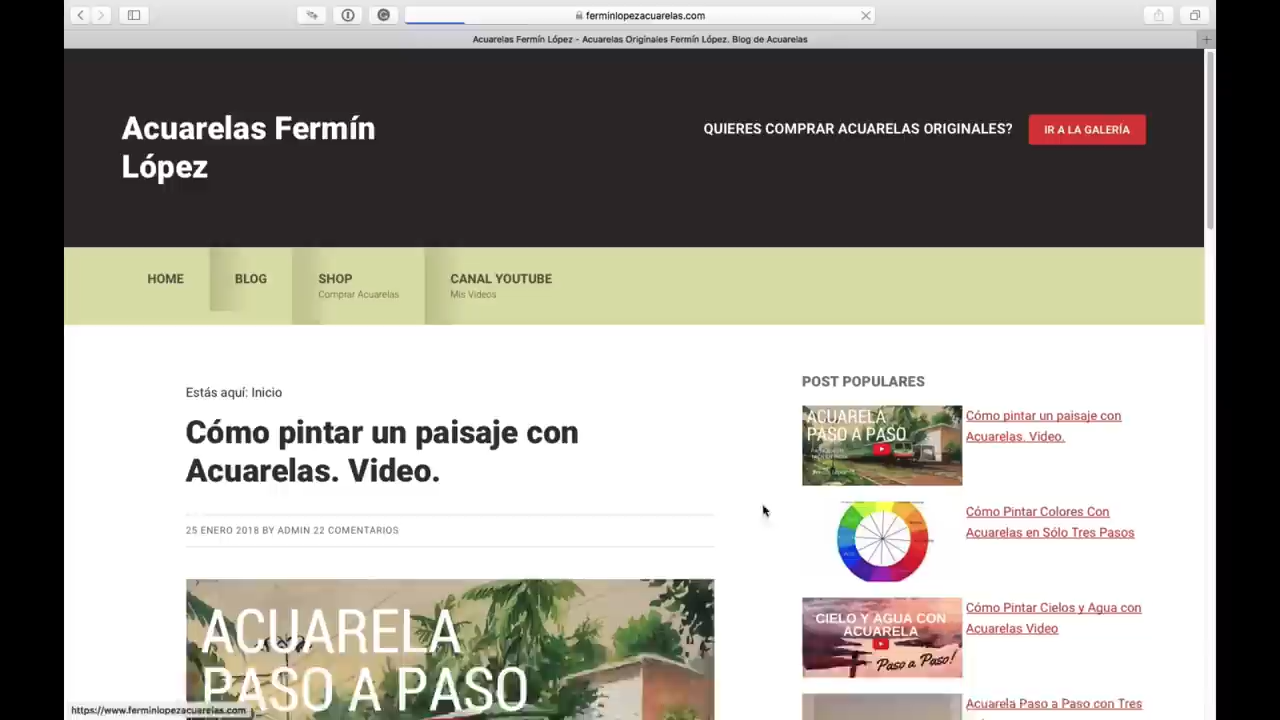 ferminlopezacuarelas.com
Acuarelas Fermín López - Acuarelas Originales Fermín López. Blog de Acuarelas
Acuarelas Fermín
López
QUIERES COMPRAR ACUARELAS ORIGINALES?
IR A LA GALERÍA
HOME
BLOG
SHOP
Comprar Acuarelas
CANAL YOUTUBE
Mis Videos
Estás aquí: Inicio
Cómo pintar un paisaje con
Acuarelas. Video.
25 ENERO 2018 BY ADMIN 22 COMENTARIOS
ACUARELA
PASO A PASO
POST POPULARES
ACUARELA
PASO A PASO
Cómo pintar un paisaje con
Acuarelas. Video.
Cómo Pintar Colores Con
Acuarelas en Sólo Tres Pasos
CIELO Y AGUA CON
ACUARELA
Paso a Paso!
Cómo Pintar Cielos y Agua con
Acuarelas Video
Acuarela Paso a Paso con Tres
https://www.ferminlopezacuarelas.com